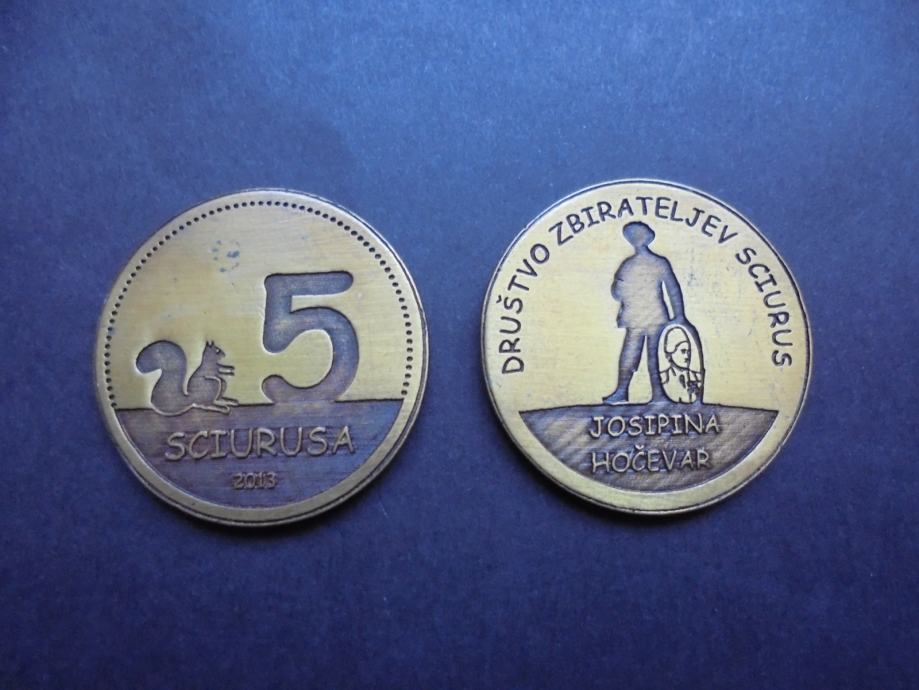 5
SCIURUSA
2013
DRUŠTVO ZBIRATELJEV SCIURUS
JOSIPINA
HOČEVAR